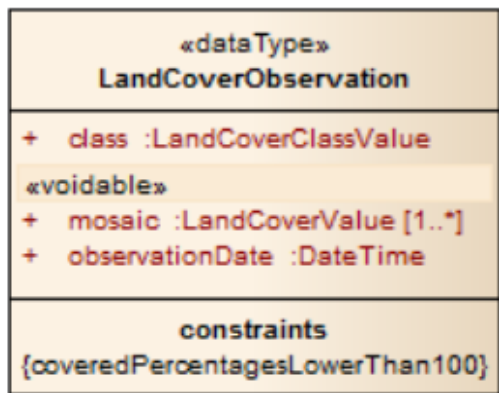 «dataType»
LandCoverObservation
+ class :LandCoverClassValue
«voidable»
+ mosaic :LandCoverValue [1..*]
+ observationDate :DateTime
constraints
{coveredPercentagesLowerThan100}